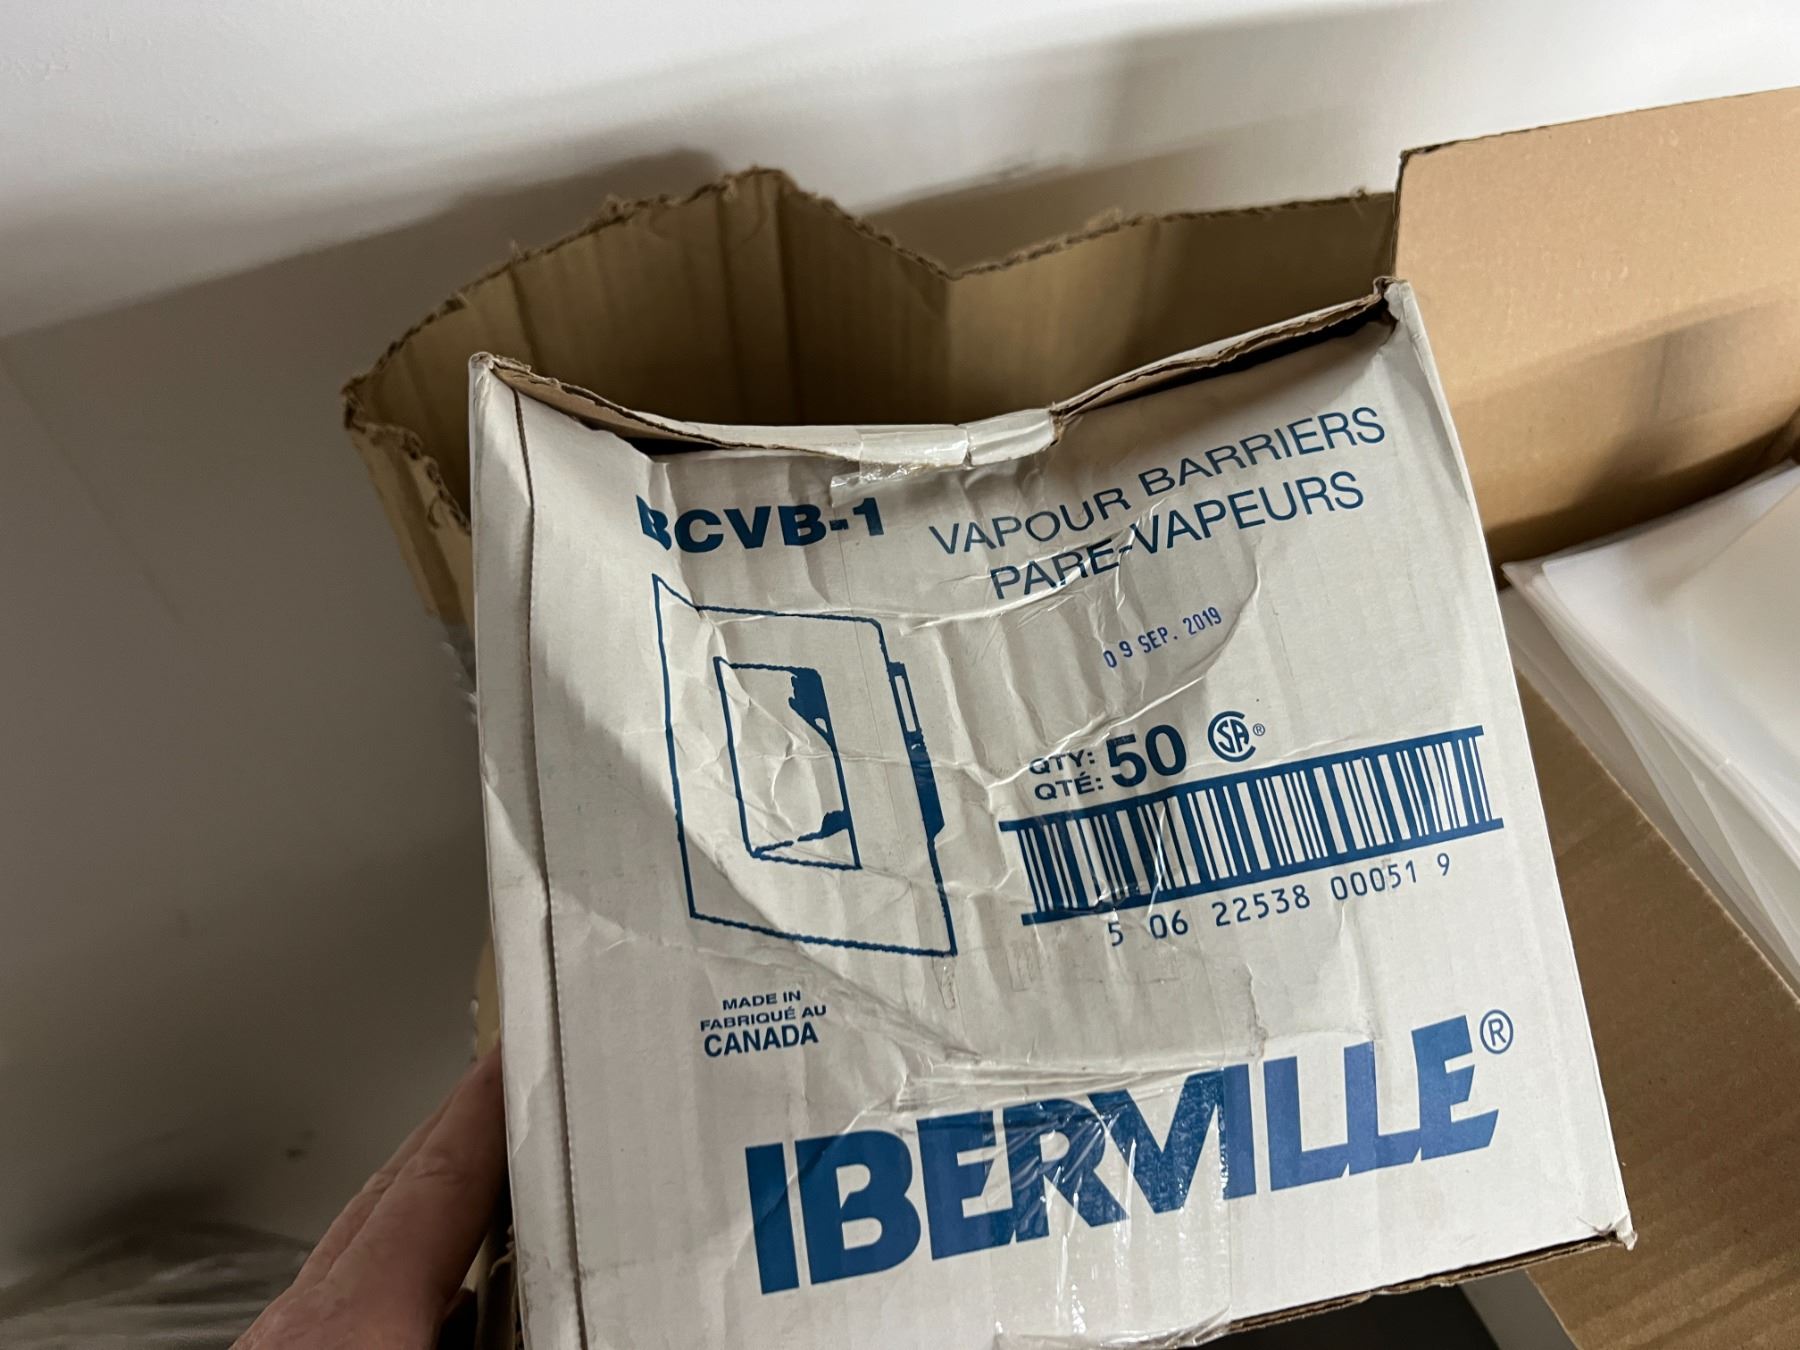 BCVB-1
VAPOUR BARRIERS
PARE-VAPEURS
09 SEP. 2019
QTY:
QTÉ: 50 SA®
5 06 22538 00051 9
MADE IN
FABRIQUÉ AU
CANADA
IBERVILLE®